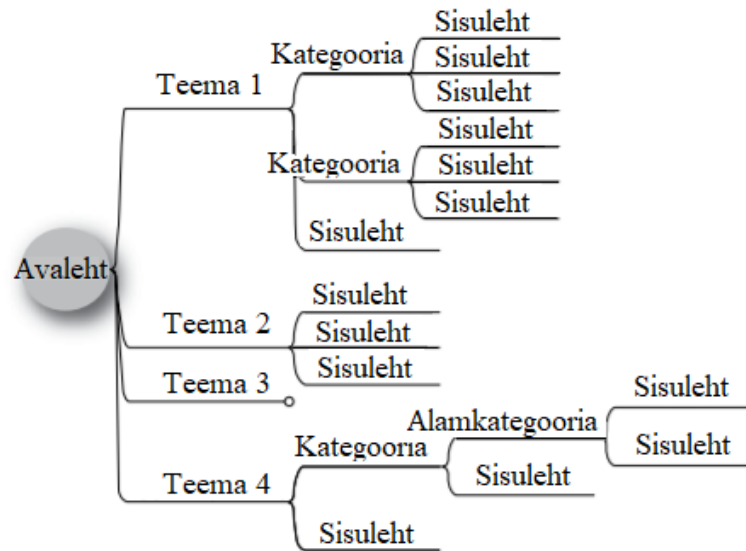 Avaleht
Teema 1
Kategooria
Sisuleht
Sisuleht
Sisuleht
Kategooria
Sisuleht
Sisuleht
Sisuleht
Sisuleht
Teema 2
Sisuleht
Sisuleht
Sisuleht
Teema 3
Teema 4
Kategooria
Alamkategooria
Sisuleht
Sisuleht
Sisuleht
Sisuleht